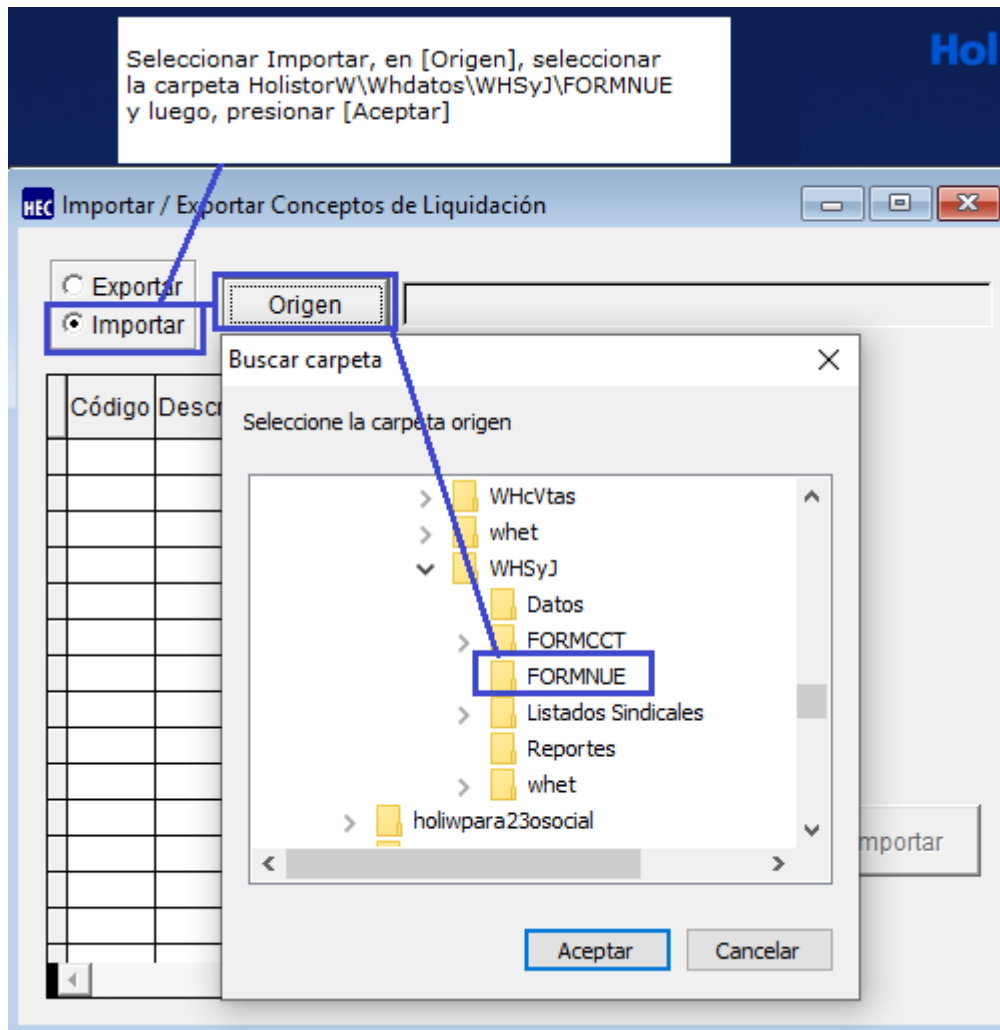 Seleccionar Importar, en [Origen], seleccionar
la carpeta HolistorW\Whdatos\WHSyJ\FORMNUE
y luego, presionar [Aceptar]
Hol
HEC Importar / Exportar Conceptos de Liquidación
Exportar
Importar
Origen
Buscar carpeta
Código Descr
Seleccione la carpeta origen
WHcVtas
whet
WHSyJ
Datos
FORMCCT
FORMNUE
Listados Sindicales
Reportes
whet
holiwpara23osocial
mportar
Aceptar Cancelar